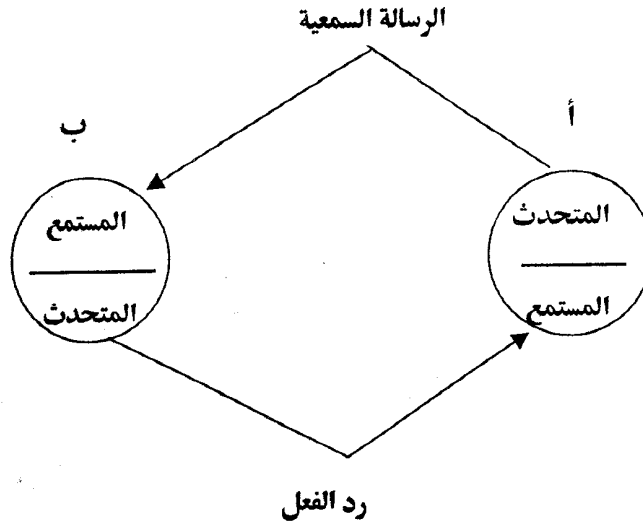 الرسالة السمعية
أ
ب
المتحدث
المستمع
المستمع
المتحدث
رد الفعل